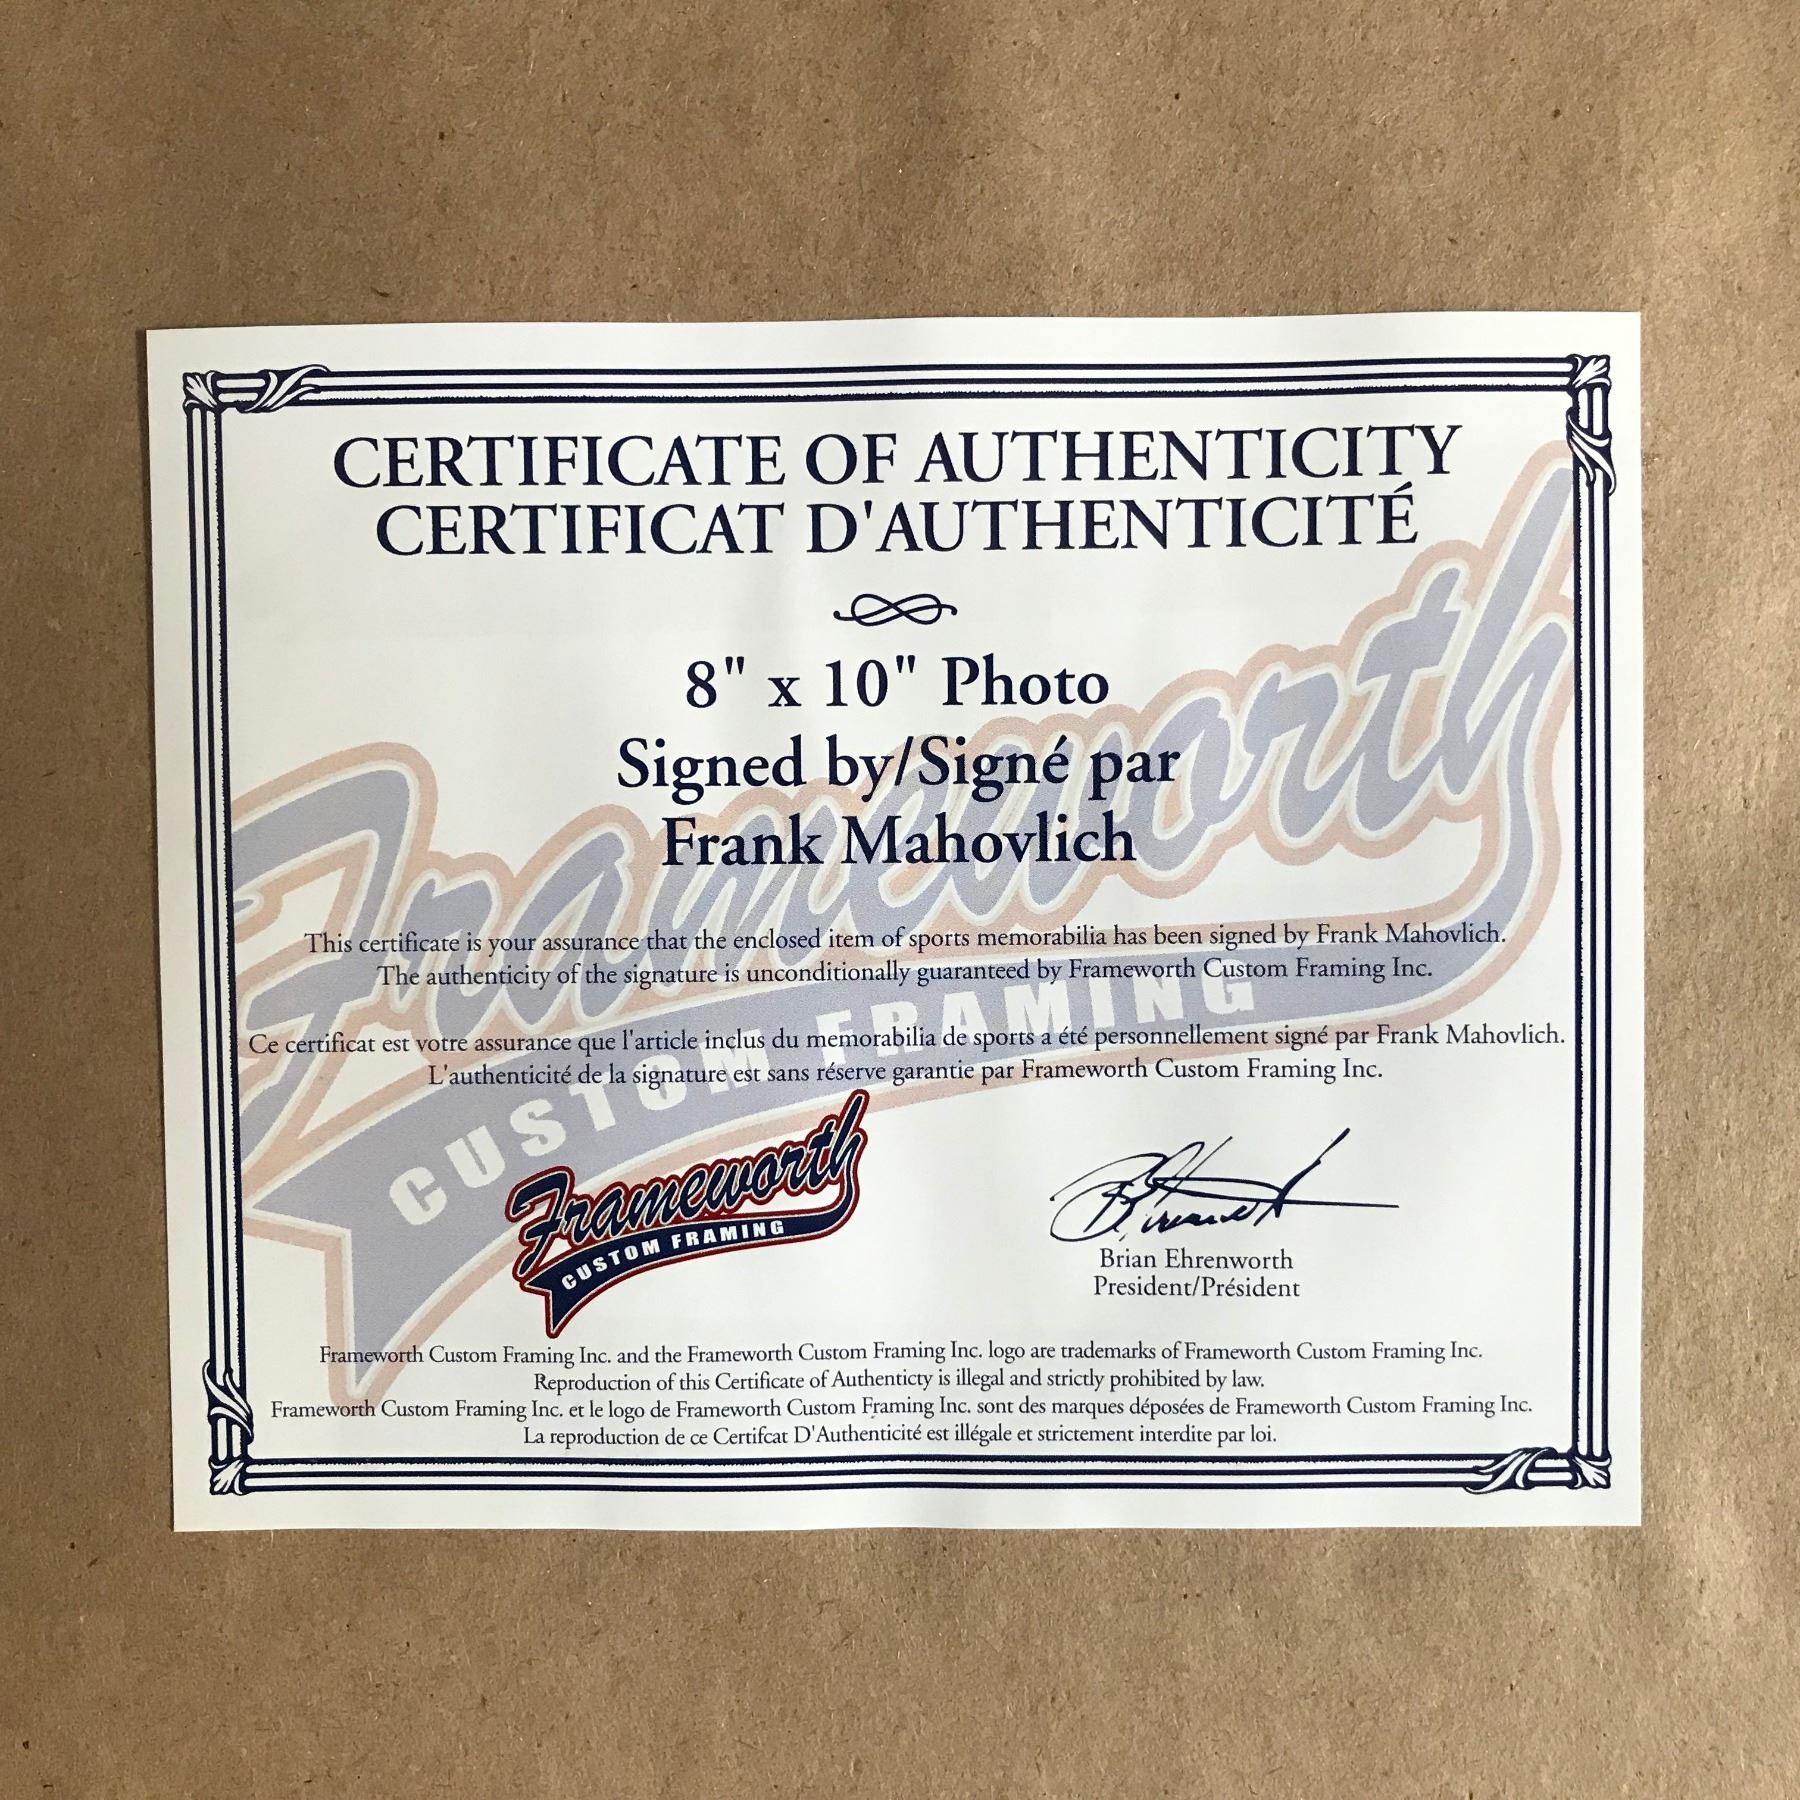 CERTIFICATE OF AUTHENTICITY
CERTIFICAT D'AUTHENTICITÉ
8" x 10" Photo
Signed by/Signé par
Frank Mahovlich
This certificate is your assurance that the enclosed item of sports memorabilia has been signed by Frank Mahovlich.
The authenticity of the signature is unconditionally guaranteed by Frameworth Custom Framing Inc.
Ce certificat est votre assurance que l'article inclus du memorabilia de sports a été personnellement signé par Frank Mahovlich.
L'authenticité de la signature est sans réserve garantie par Frameworth Custom Framing Inc.
Frameworth
CUSTOM FRAMING
Frameworth
CUSTOM FRAMING
Brian Ehrenworth
President/Président
Frameworth Custom Framing Inc. and the Frameworth Custom Framing Inc. logo are trademarks of Frameworth Custom Framing Inc.
Reproduction of this Certificate of Authenticty is illegal and strictly prohibited by law.
Frameworth Custom Framing Inc. et le logo de Frameworth Custom Framing Inc. sont des marques déposées de Frameworth Custom Framing Inc.
La reproduction de ce Certifcat D'Authenticité est illégale et strictement interdite par loi.